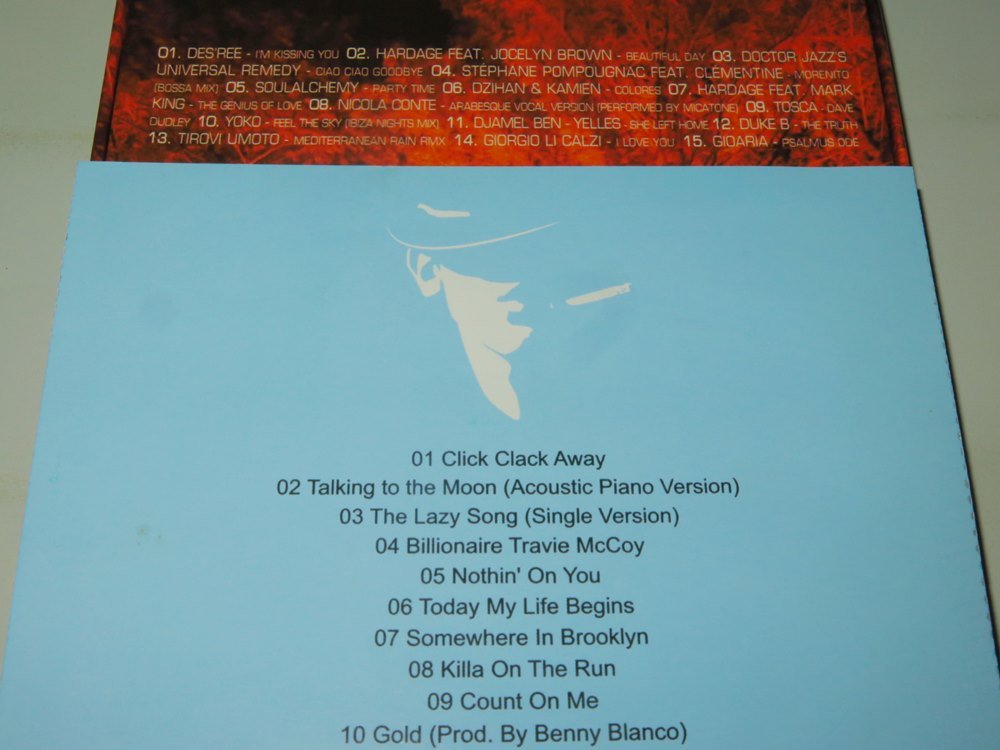 01. DES'REE - I'M KISSING YOU 02. HARDAGE FEAT. JOCELYN BROWN - BEAUTIFUL DAY 03. DOCTOR JAZZ'S
UNIVERSAL REMEDY - CIAO CIAO GOODBYE 04. STÉPHANE POMPOUGNAC FEAT. CLÉMENTINE - MORENITO
(BOSSA MIX) 05. SOULALCHEMY - PARTY TIME 06. DZIHAN & KAMIEN - COLORES 07. HARDAGE FEAT. MARK
KING - THE GENIUS OF LOVE 08. NICOLA CONTE - ARABESQUE VOCAL VERSION (PERFORMED BY MICATONE) 09. TOSCA - DAVE
DUDLEY 10. YOKO - FEEL THE SKY (IBIZA NIGHTS MIX) 11. DJAMEL BEN - YELLES - SHE LEFT HOME 12. DUKE B - THE TRUTH
13. TIROVI UMOTO - MEDITERRANEAN RAIN RMX 14. GIORGIO LI CALZI - I LOVE YOU 15. GIOARIA - PSALMUS ODE
01 Click Clack Away
02 Talking to the Moon (Acoustic Piano Version)
03 The Lazy Song (Single Version)
04 Billionaire Travie McCoy
05 Nothin' On You
06 Today My Life Begins
07 Somewhere In Brooklyn
08 Killa On The Run
09 Count On Me
10 Gold (Prod. By Benny Blanco)